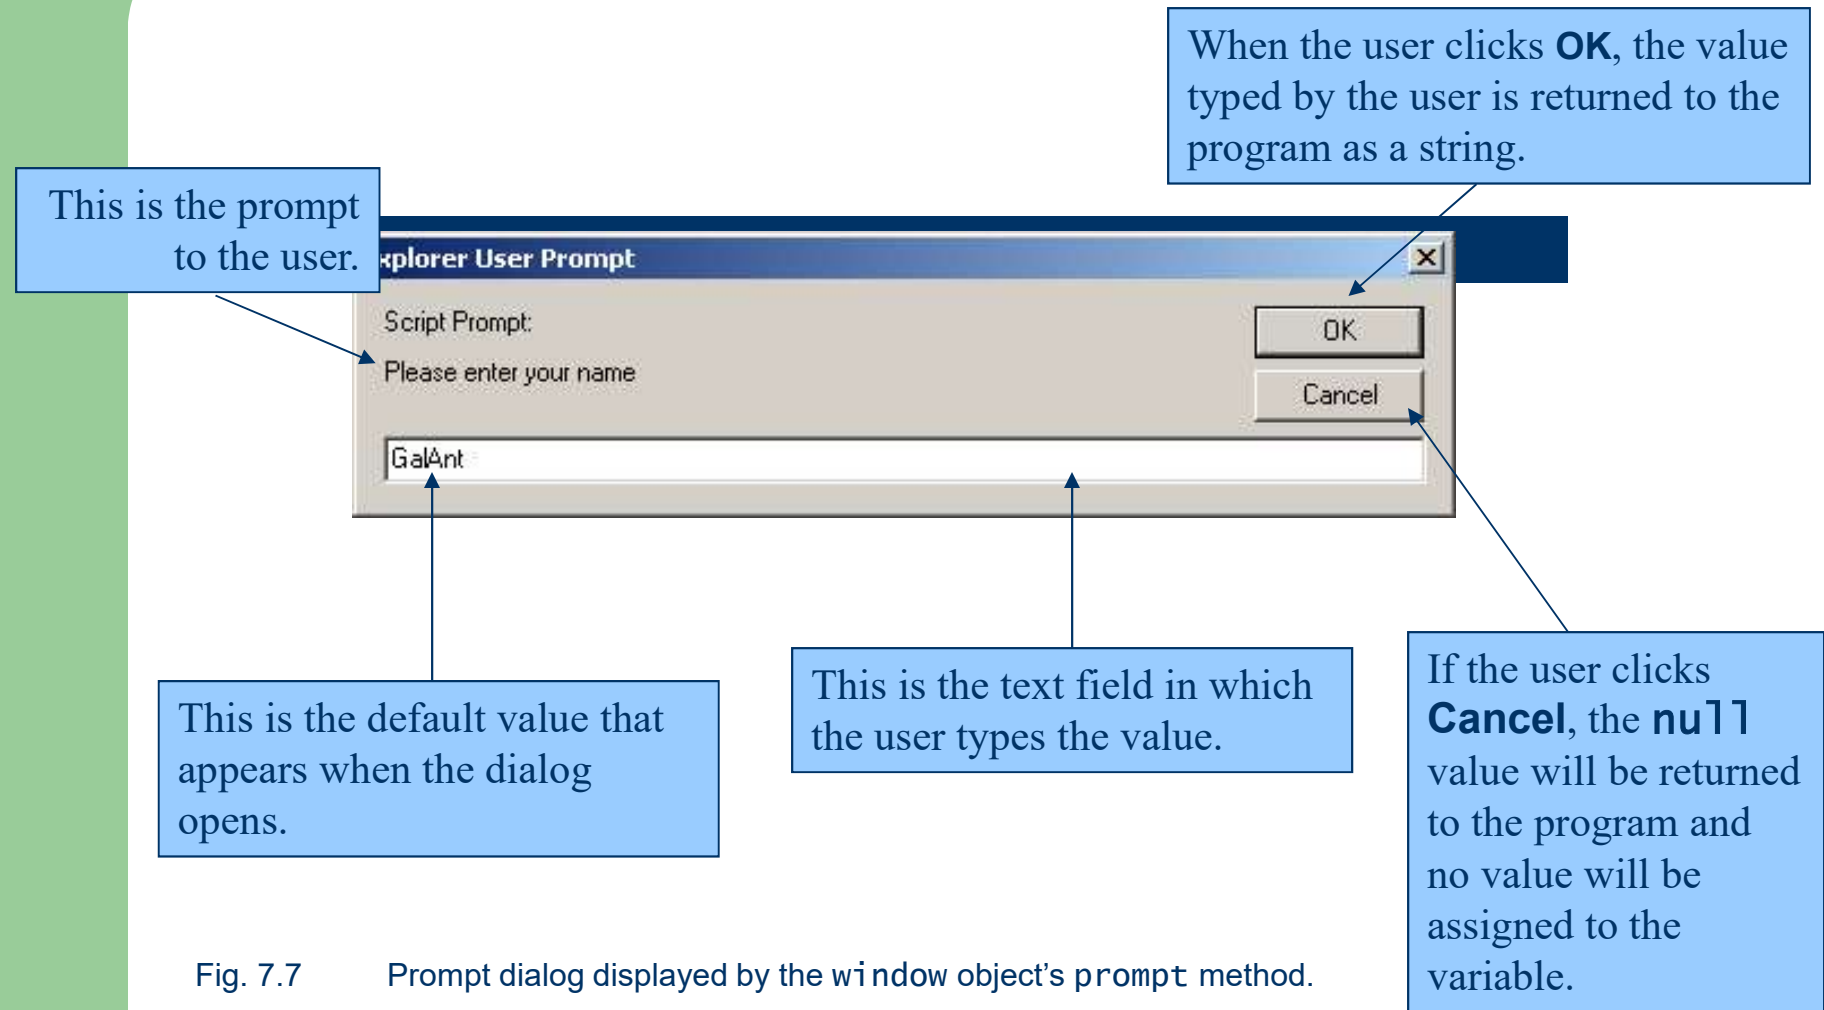 When the user clicks OK, the value
typed by the user is returned to the
program as a string.
This is the prompt
to the user.
xplorer User Prompt
Script Prompt:
OK
Please enter your name
Cancel
GalAnt
This is the default value that
appears when the dialog
opens.
This is the text field in which
the user types the value.
If the user clicks
Cancel, the null
value will be returned
to the program and
no value will be
assigned to the
variable.
Fig. 7.7 Prompt dialog displayed by the window object's prompt method.